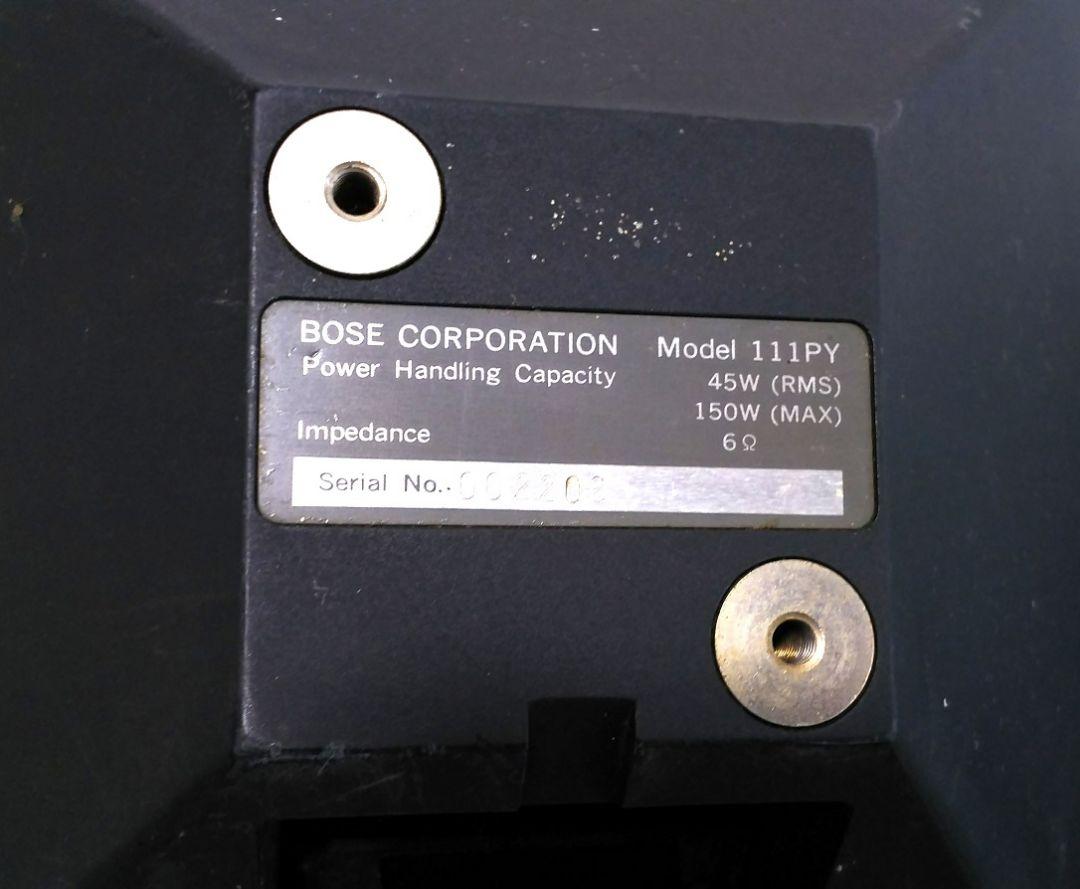 BOSE CORPORATION Model 111PY
Power Handling Capacity 45W (RMS)
150W (MAX)
Impedance 6Ω
Serial No..